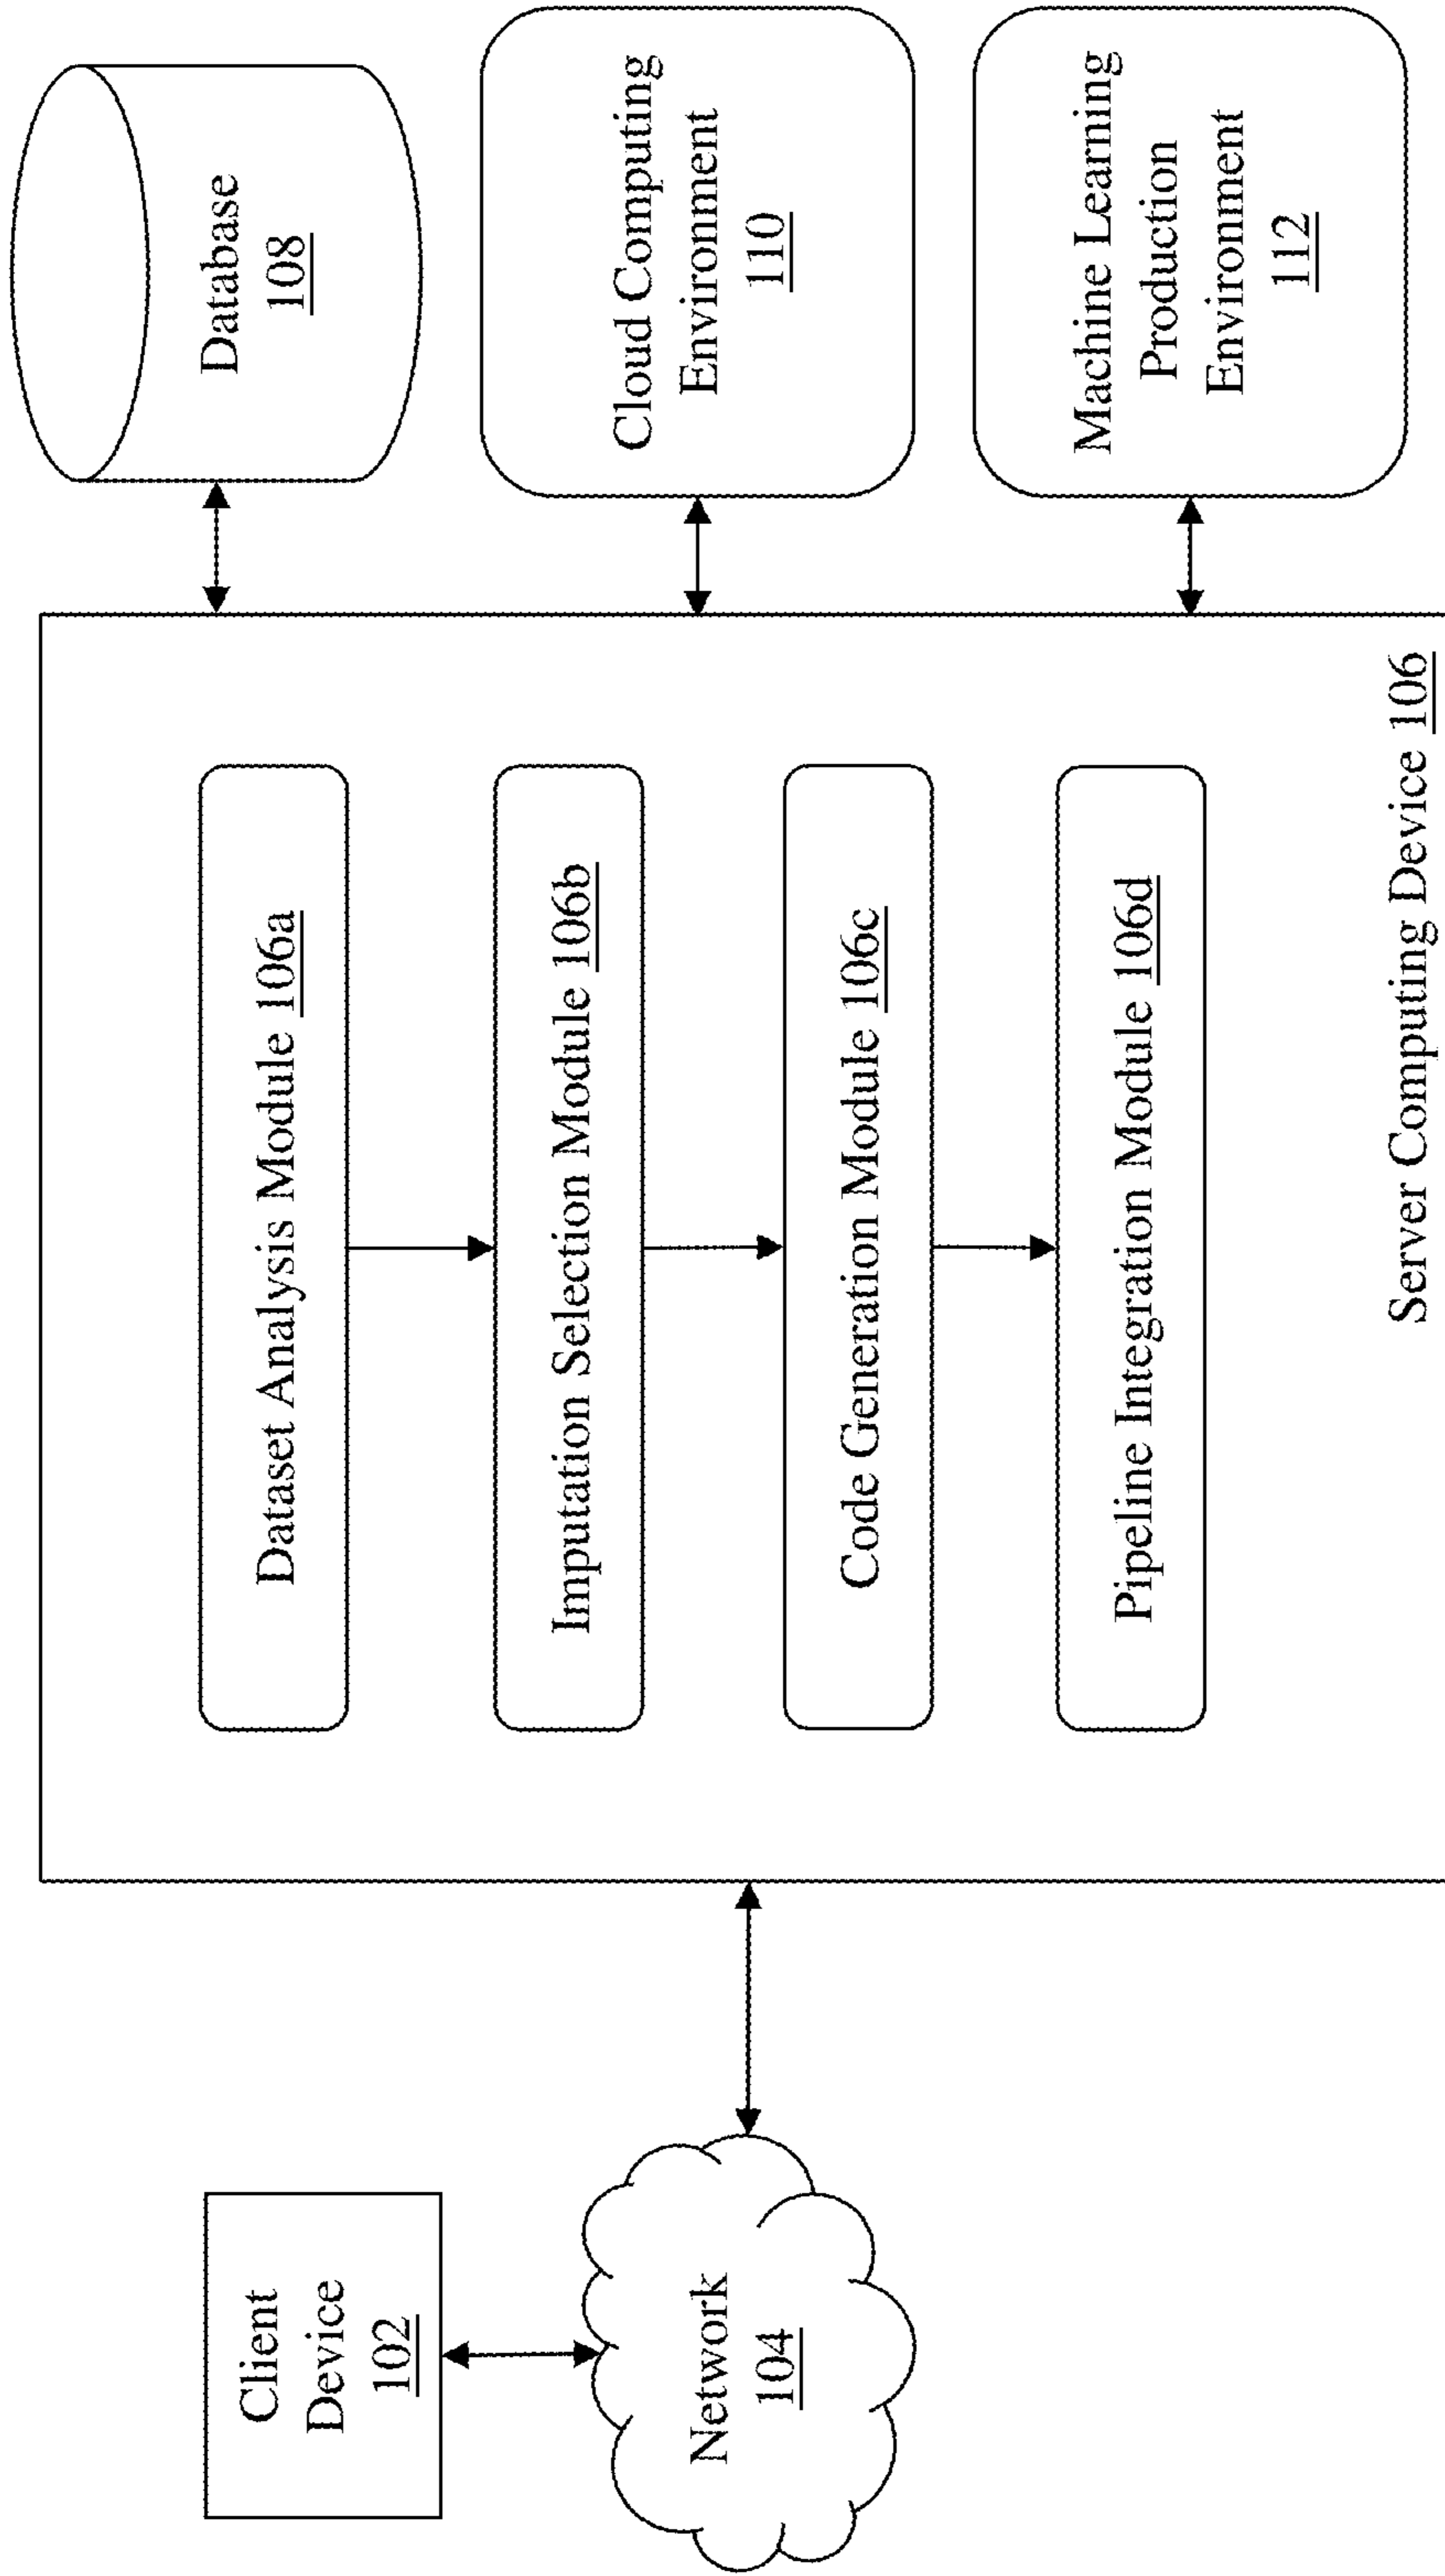 Client
Device
102
Network
104
Dataset Analysis Module 106a
Imputation Selection Module 106b
Code Generation Module 106c
Pipeline Integration Module 106d
Server Computing Device 106
Database
108
Cloud Computing
Environment
110
Machine Learning
Production
Environment
112